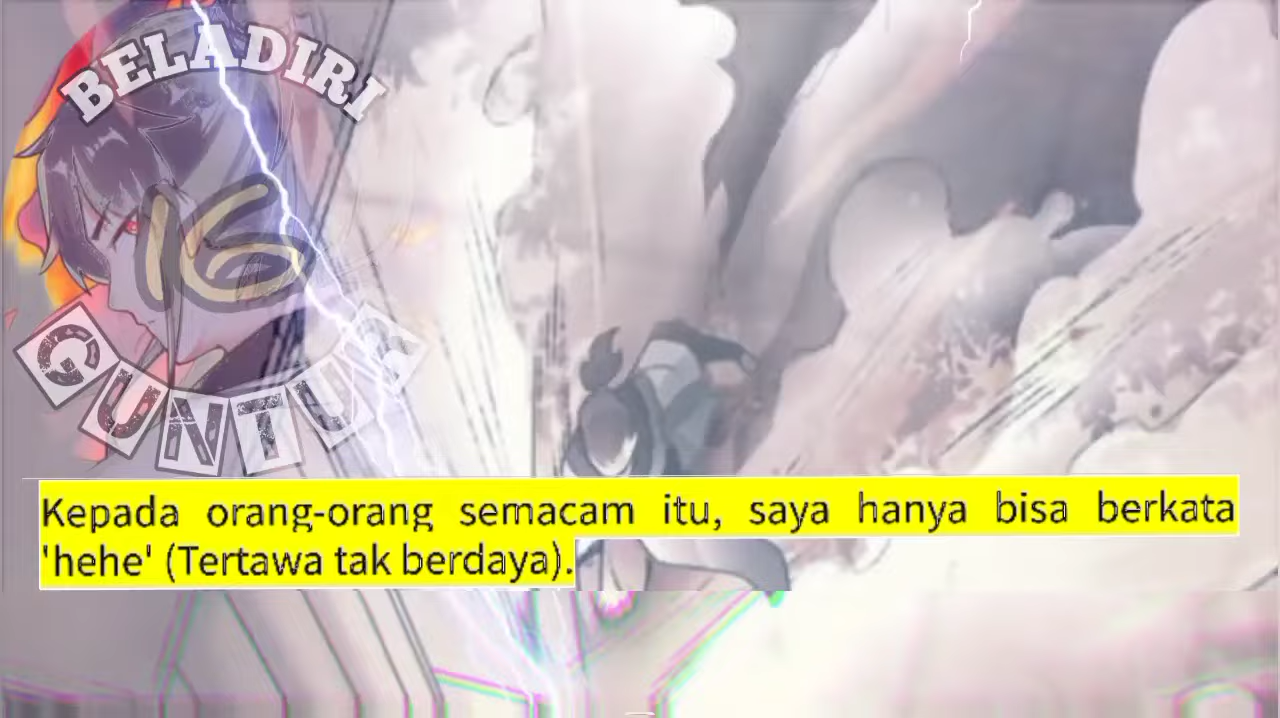 BELADIRI
16
GUNTUR
Kepada orang-orang semacam itu, saya hanya bisa berkata
'hehe' (Tertawa tak berdaya).